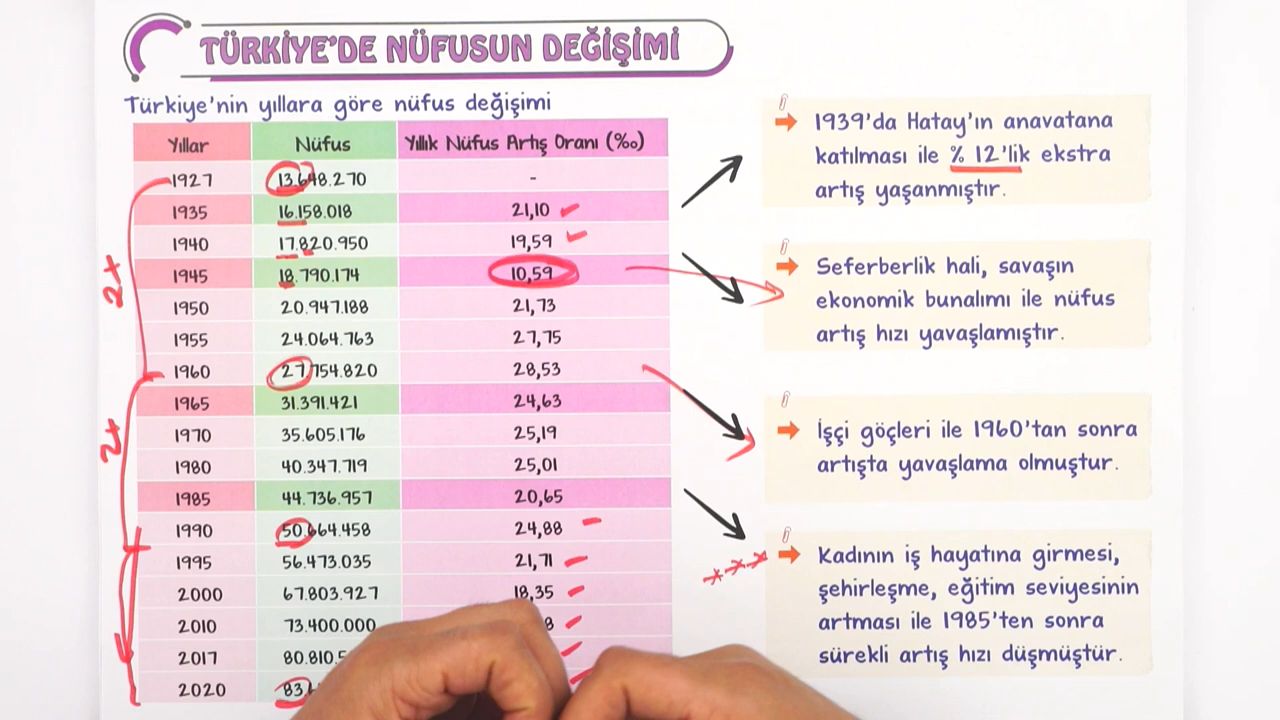 TÜRKİYE'DE NÜFUSUN DEĞİŞİMİ
Türkiye'nin yıllara göre nüfus değişimi
Yıllar Nüfus Yıllık Nüfus Artış Oranı (‰)
1927 13.648.270 -
1935 16.158.018 21,10
1940 17.820.950 19,59
1945 18.790.174 10,59
1950 20.947.188 21,73
1955 24.064.763 27,75
1960 27.754.820 28,53
1965 31.391.421 24,63
1970 35.605.176 25,19
1980 40.347.719 25,01
1985 44.736.957 20,65
1990 50.664.458 24,88
1995 56.473.035 21,71
2000 67.803.927 18,35
2010 73.400.000
2017 80.810.
2020 83.
2+
2+
1939'da Hatay'ın anavatana
katılması ile % 12'lik ekstra
artış yaşanmıştır.
Seferberlik hali, savaşın
ekonomik bunalımı ile nüfus
artış hızı yavaşlamıştır.
İşçi göçleri ile 1960'tan sonra
artışta yavaşlama olmuştur.
Kadının iş hayatına girmesi,
şehirleşme, eğitim seviyesinin
artması ile 1985'ten sonra
sürekli artış hızı düşmüştür.